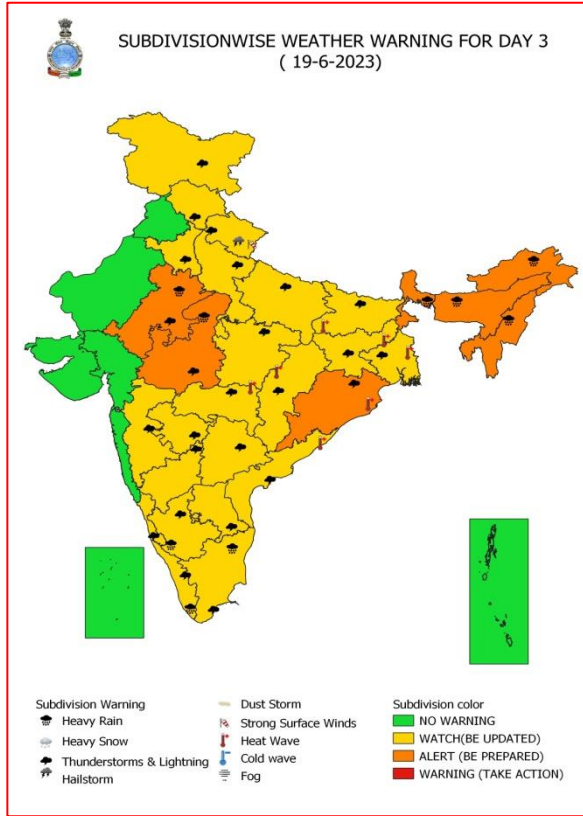 SUBDIVISIONWISE WEATHER WARNING FOR DAY 3
( 19-6-2023)
Subdivision Warning
Heavy Rain
Heavy Snow
Thunderstorms & Lightning
Hailstorm
Dust Storm
Strong Surface Winds
Heat Wave
Cold wave
Fog
Subdivision color
NO WARNING
WATCH(BE UPDATED)
ALERT (BE PREPARED)
WARNING (TAKE ACTION)